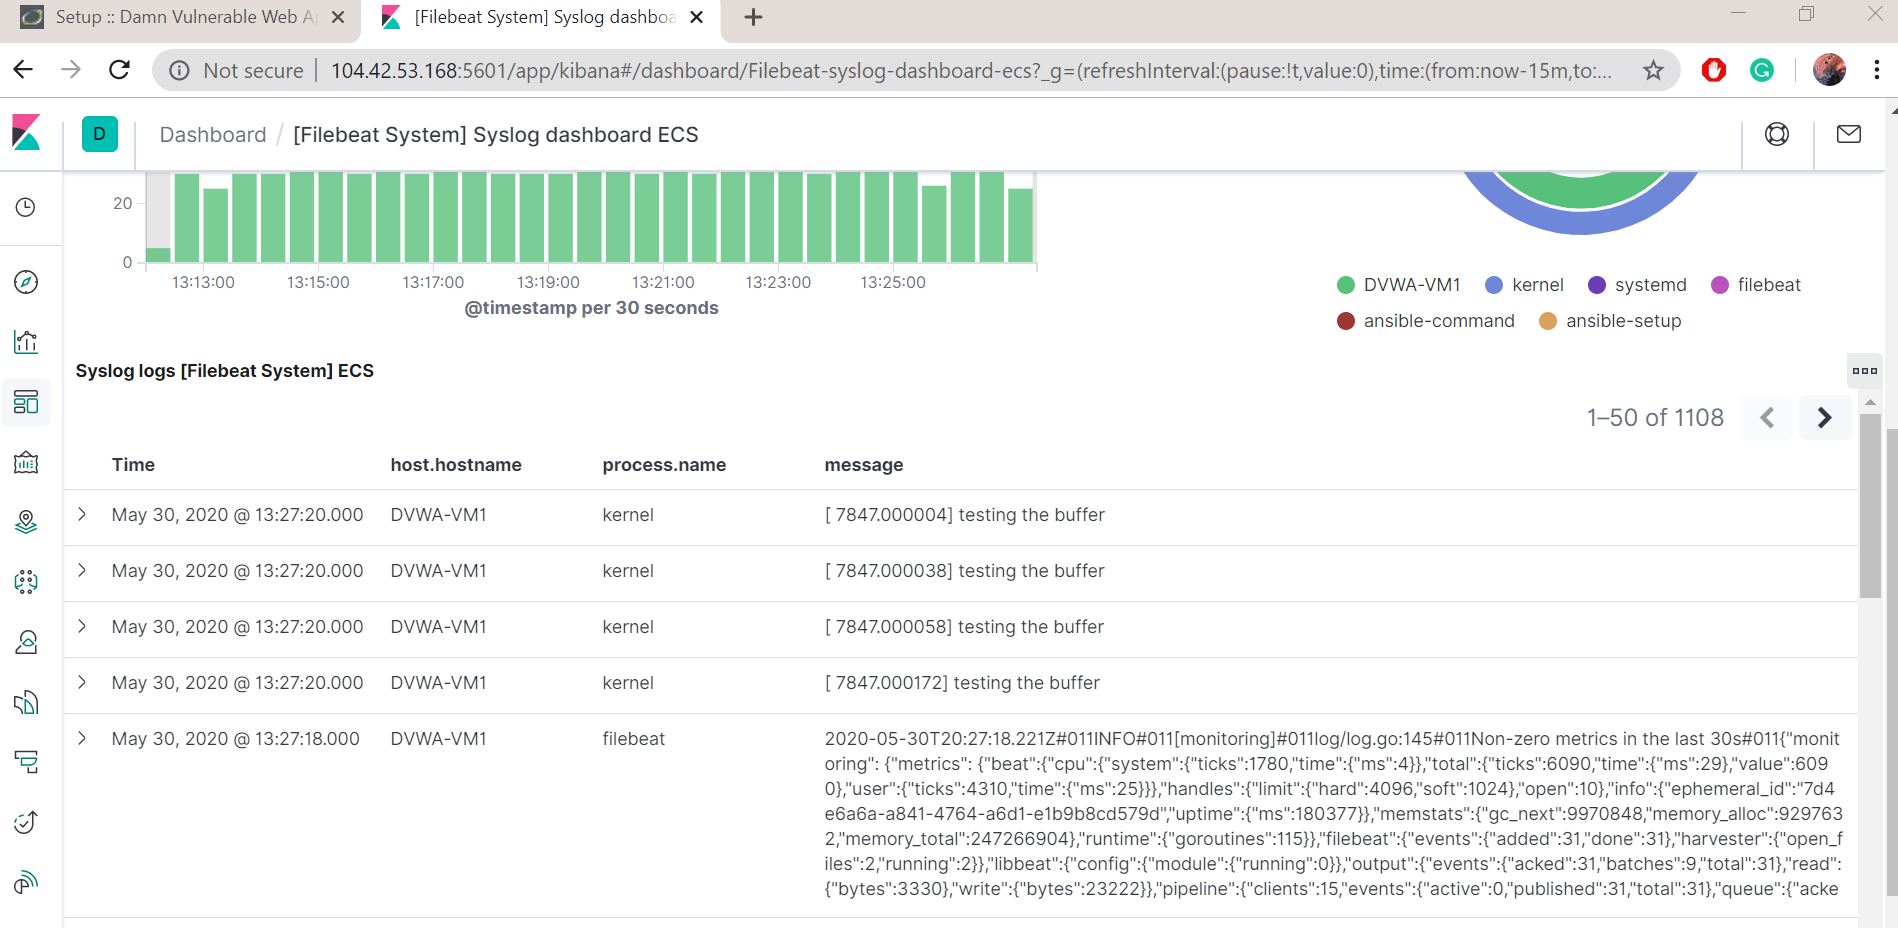 Setup :: Damn Vulnerable Web Ap
[Filebeat System] Syslog dashboa
Not secure
104.42.53.168:5601/app/kibana#/dashboard/Filebeat-syslog-dashboard-ecs?_g=(refreshInterval:(pause:!t,value:0),time:(from:now-15m,to:...
D
Dashboard / [Filebeat System] Syslog dashboard ECS
20
0
13:13:00 13:15:00 13:17:00 13:19:00 13:21:00 13:23:00 13:25:00
@timestamp per 30 seconds
DVWA-VM1 kernel systemd filebeat
ansible-command ansible-setup
Syslog logs [Filebeat System] ECS
1–50 of 1108
Time host.hostname process.name message
May 30, 2020 @ 13:27:20.000 DVWA-VM1 kernel [ 7847.000004] testing the buffer
May 30, 2020 @ 13:27:20.000 DVWA-VM1 kernel [ 7847.000038] testing the buffer
May 30, 2020 @ 13:27:20.000 DVWA-VM1 kernel [ 7847.000058] testing the buffer
May 30, 2020 @ 13:27:20.000 DVWA-VM1 kernel [ 7847.000172] testing the buffer
May 30, 2020 @ 13:27:18.000 DVWA-VM1 filebeat 2020-05-30T20:27:18.221Z#011INFO#011[monitoring]#011log/log.go:145#011Non-zero metrics in the last 30s#011{"monit
oring": {"metrics": {"beat":{"cpu":{"system":{"ticks":1780,"time":{"ms":4}},"total":{"ticks":6090,"time":{"ms":29},"value":609
0},"user":{"ticks":4310,"time":{"ms":25}}},"handles":{"limit":{"hard":4096,"soft":1024},"open":10},"info":{"ephemeral_id":"7d4
e6a6a-a841-4764-a6d1-e1b9b8cd579d","uptime":{"ms":180377}},"memstats":{"gc_next":9970848,"memory_alloc":929763
2,"memory_total":247266904},"runtime":{"goroutines":115}},"filebeat":{"events":{"added":31,"done":31},"harvester":{"open_f
iles":2,"running":2}},"libbeat":{"config":{"module":{"running":0}},"output":{"events":{"acked":31,"batches":9,"total":31},"read":
{"bytes":3330},"write":{"bytes":23222}},"pipeline":{"clients":15,"events":{"active":0,"published":31,"total":31},"queue":{"acke